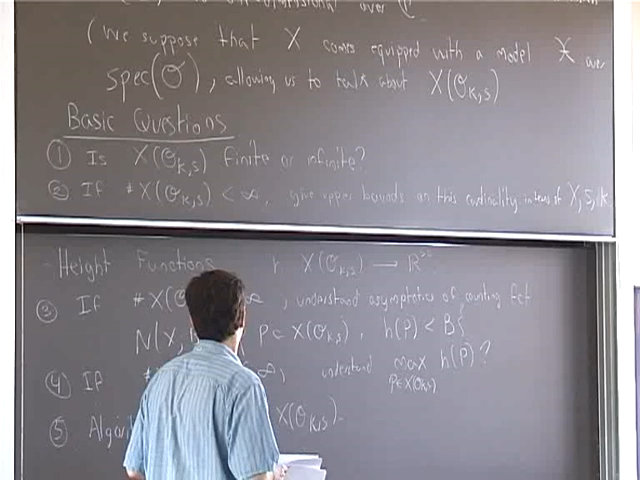 over ℂ
(We suppose that X comes equipped with a model 𝔛 over
spec(O), allowing us to talk about X(O_{K,S})
Basic Questions
① Is X(O_{K,S}) finite or infinite?
② If #X(O_{K,S}) < ∞, give upper bounds on this cardinality in terms of X, S, K
Height Functions h X(O_{K,S}) → ℝ^{≥0}
③ If #X(O ∞, understand asymptotics of counting fct
N(X, P ∈ X(O_{K,S}), h(P) < B}
④ If # ∞, understand max h(P)?
P∈X(O_{K,S})
⑤ X(O_{K,S}).